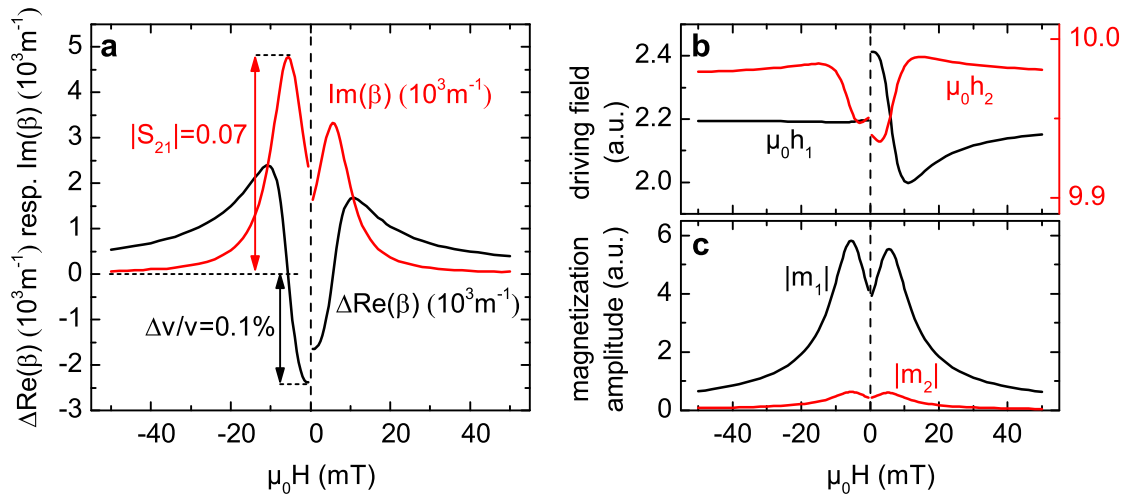 a
ΔRe(β) (10³m⁻¹) resp. Im(β) (10³m⁻¹)
5
4
3
2
1
0
-1
-2
-3
|S₂₁|=0.07
Im(β) (10³m⁻¹)
ΔRe(β) (10³m⁻¹)
Δv/v=0.1%
-40
-20
0
20
40
μ₀H (mT)
b
driving field
(a.u.)
2.4
2.2
2.0
10.0
9.9
μ₀h₂
μ₀h₁
c
magnetization
amplitude (a.u.)
6
4
2
0
|m₁|
|m₂|
-40
-20
0
20
40
μ₀H (mT)